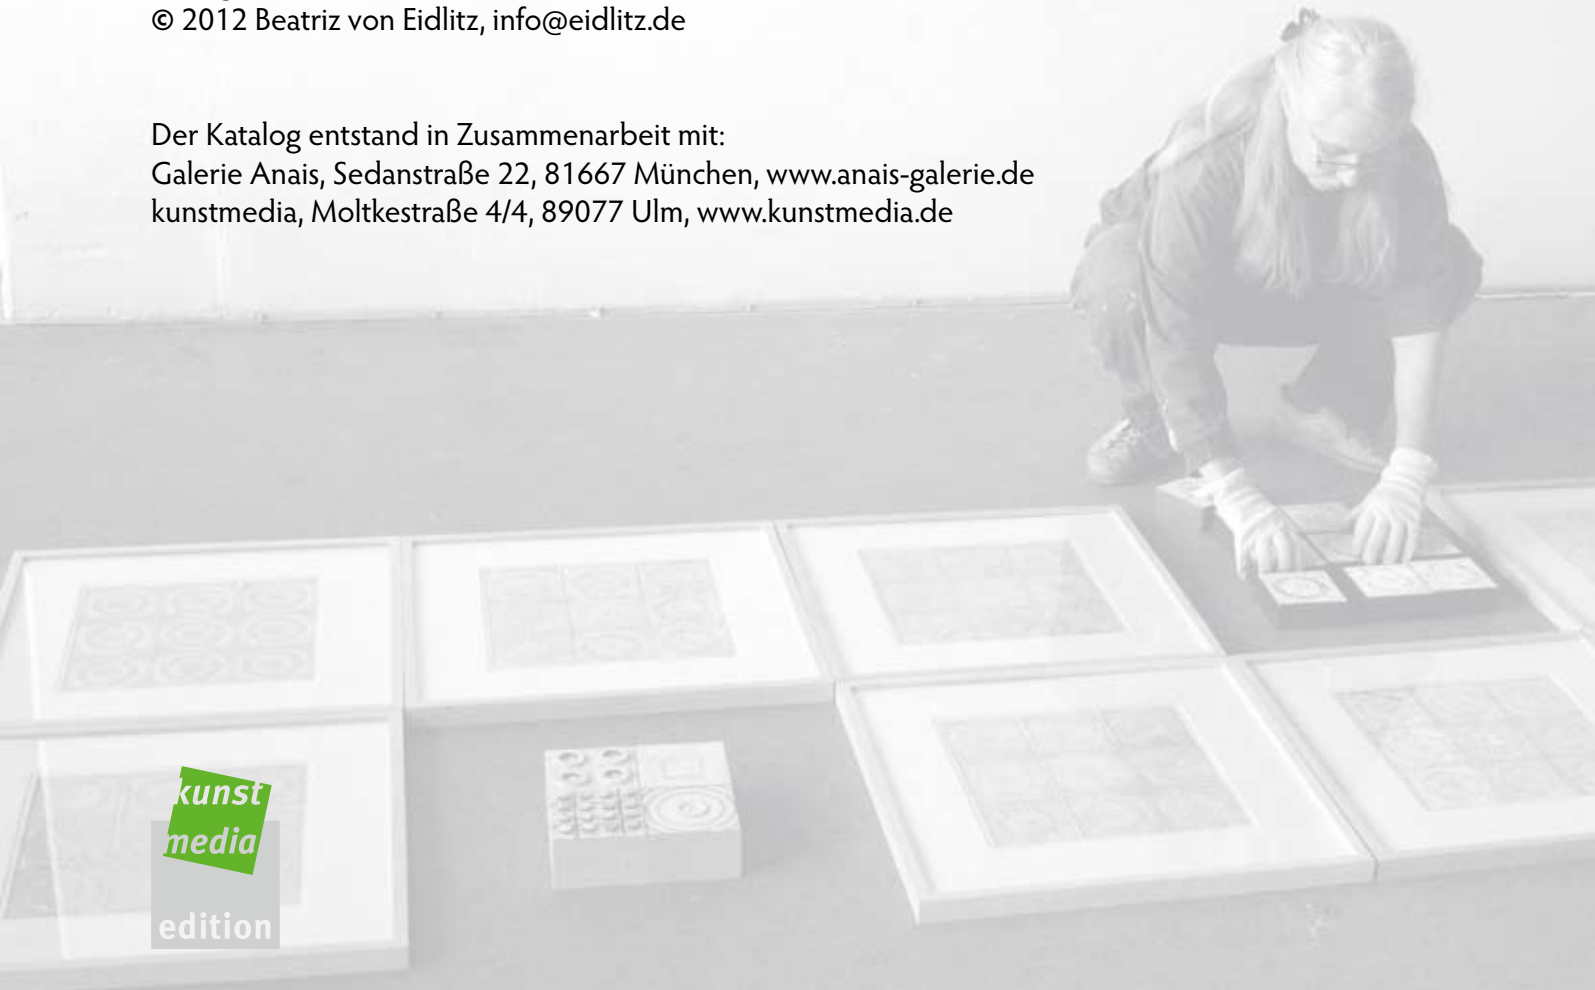 © 2012 Beatriz von Eidlitz, info@eidlitz.de
Der Katalog entstand in Zusammenarbeit mit:
Galerie Anais, Sedanstraße 22, 81667 München, www.anais-galerie.de
kunstmedia, Moltkestraße 4/4, 89077 Ulm, www.kunstmedia.de
kunst
media
edition